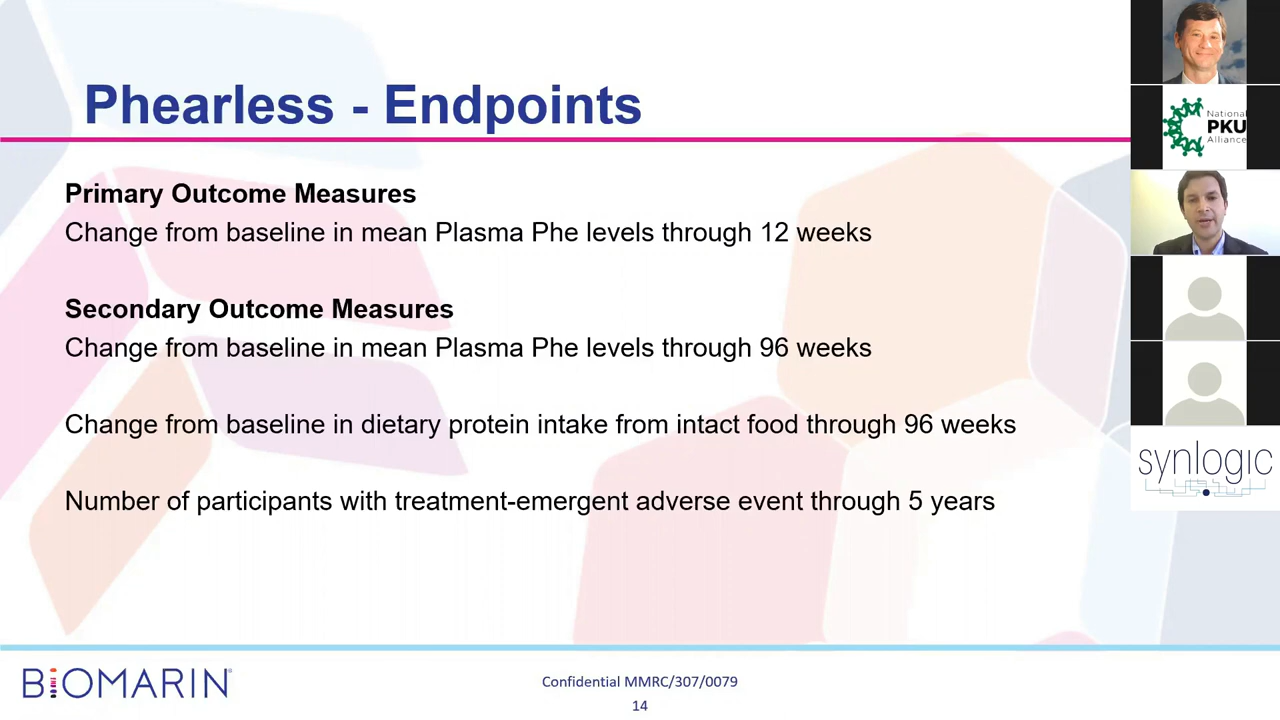 Phearless - Endpoints
Primary Outcome Measures
Change from baseline in mean Plasma Phe levels through 12 weeks
Secondary Outcome Measures
Change from baseline in mean Plasma Phe levels through 96 weeks
Change from baseline in dietary protein intake from intact food through 96 weeks
Number of participants with treatment-emergent adverse event through 5 years
BIOMARIN®
Confidential MMRC/307/0079
14
National
PKU
Alliance
synlogic